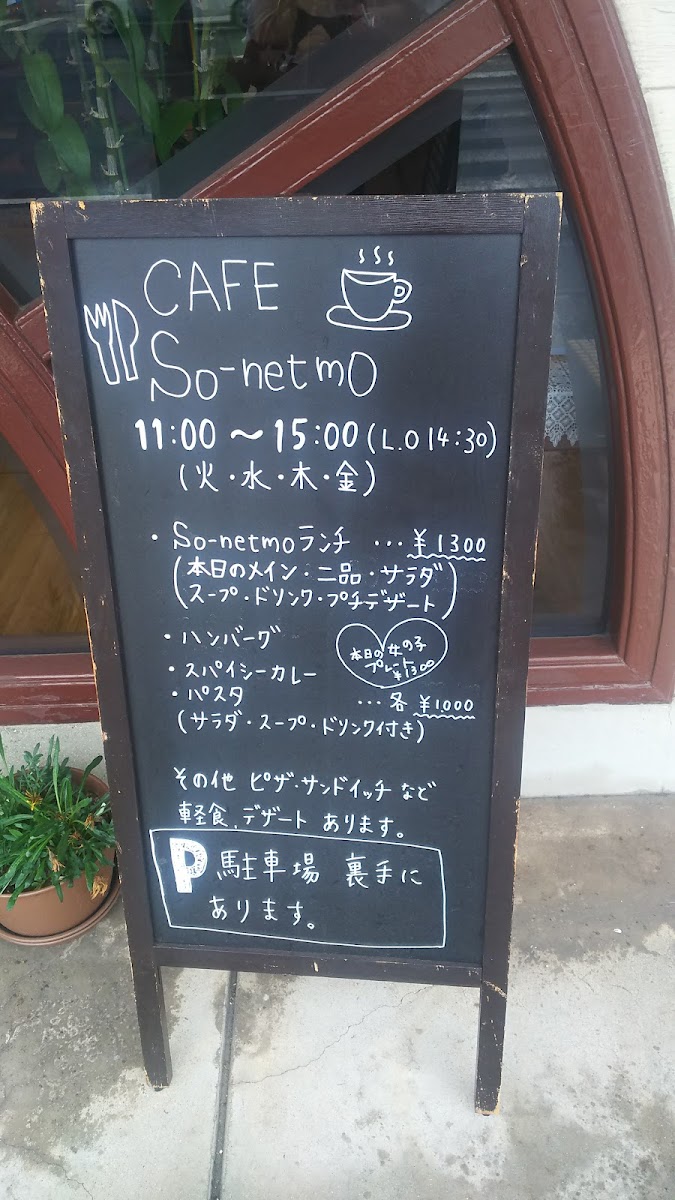 CAFE
So-netmo
11:00 〜 15:00 (L.O 14:30)
(火・水・木・金)
・So-netmoランチ …¥1300
(本日のメイン・二品・サラダ
スープ・ドリンク・プチデザート)
・ハンバーグ
・スパイシーカレー
・パスタ …各 ¥1000
(サラダ・スープ・ドリンク付き)
本日の女の子
プレート
¥1300
その他 ピザ・サンドイッチ など
軽食、デザート あります。
P 駐車場 裏手に
あります。